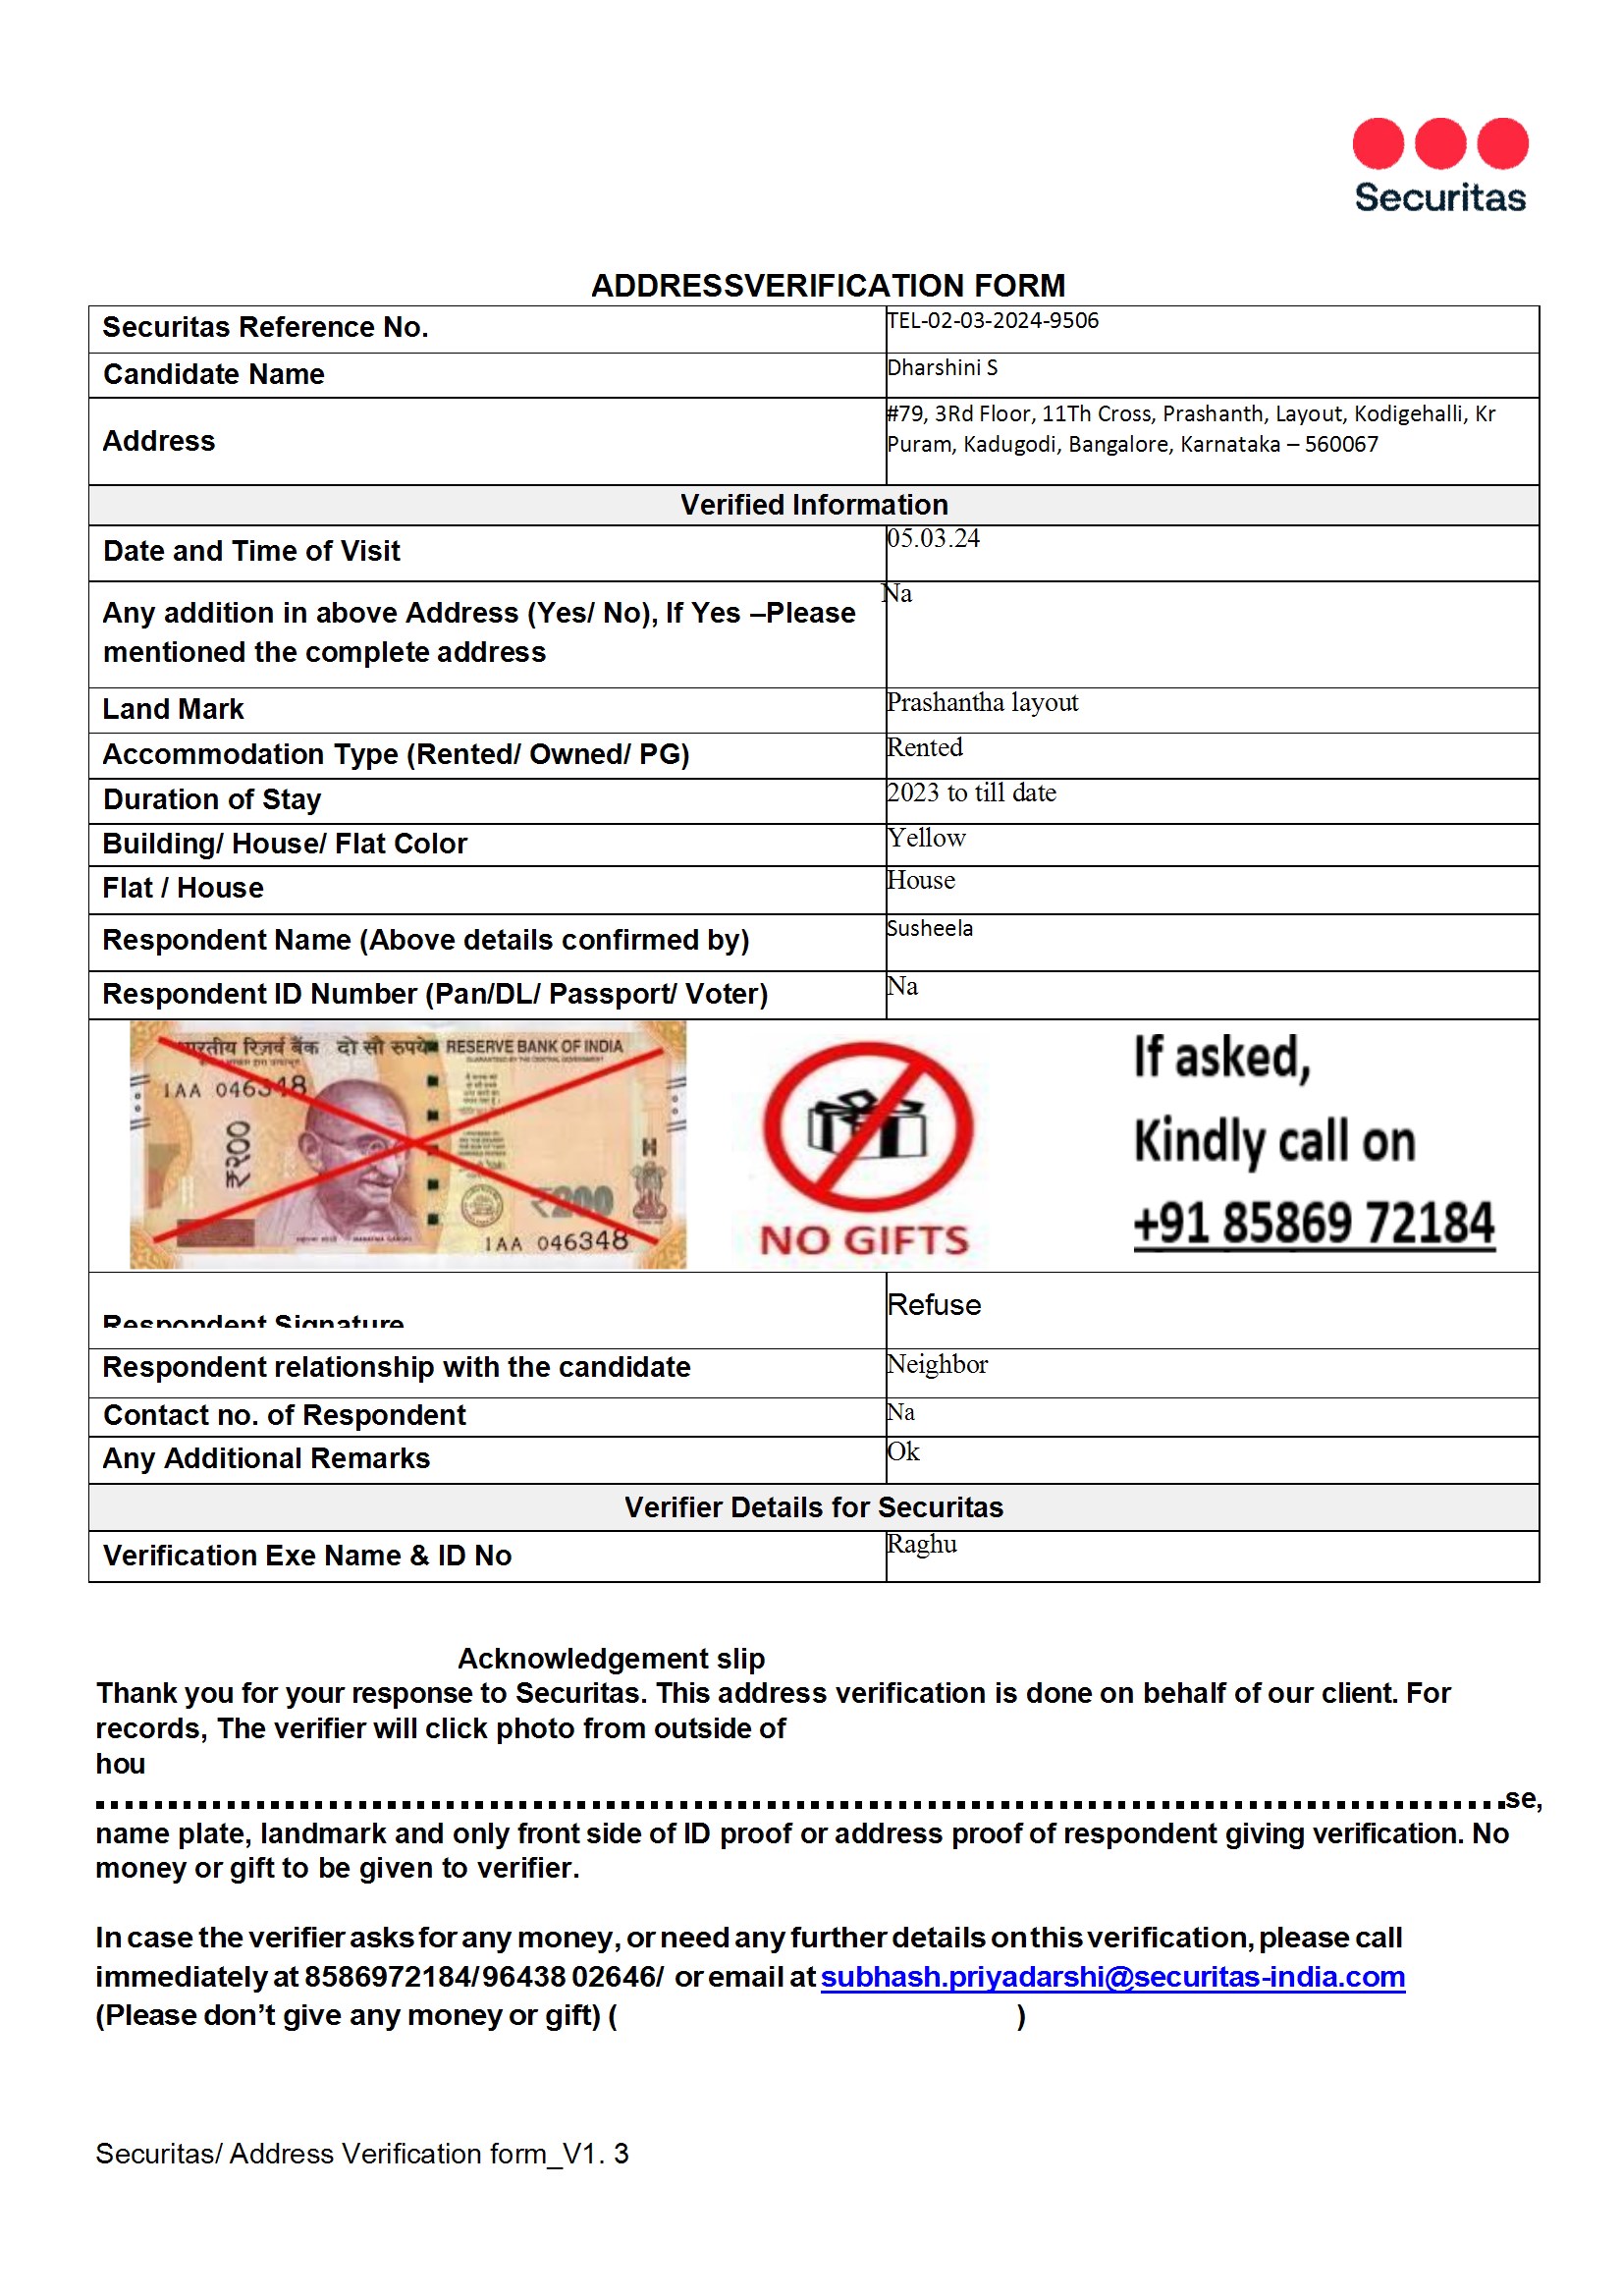 Securitas
ADDRESSVERIFICATION FORM
Securitas Reference No. TEL-02-03-2024-9506
Candidate Name Dharshini S
Address #79, 3Rd Floor, 11Th Cross, Prashanth, Layout, Kodigehalli, Kr
Puram, Kadugodi, Bangalore, Karnataka – 560067
Verified Information
Date and Time of Visit 05.03.24
Any addition in above Address (Yes/ No), If Yes –Please Na
mentioned the complete address
Land Mark Prashantha layout
Accommodation Type (Rented/ Owned/ PG) Rented
Duration of Stay 2023 to till date
Building/ House/ Flat Color Yellow
Flat / House House
Respondent Name (Above details confirmed by) Susheela
Respondent ID Number (Pan/DL/ Passport/ Voter) Na
भारतीय रिज़र्व बैंक दो सौ रुपये RESERVE BANK OF INDIA
1AA 046348
₹200
₹200
1AA 046348
NO GIFTS
If asked,
Kindly call on
+91 85869 72184
Respondent Signature Refuse
Respondent relationship with the candidate Neighbor
Contact no. of Respondent Na
Any Additional Remarks Ok
Verifier Details for Securitas
Verification Exe Name & ID No Raghu
Acknowledgement slip
Thank you for your response to Securitas. This address verification is done on behalf of our client. For
records, The verifier will click photo from outside of
hou
se,
name plate, landmark and only front side of ID proof or address proof of respondent giving verification. No
money or gift to be given to verifier.
In case the verifier asks for any money, or need any further details on this verification, please call
immediately at 8586972184/ 96438 02646/ or email at subhash.priyadarshi@securitas-india.com
(Please don’t give any money or gift) ( )
Securitas/ Address Verification form_V1. 3